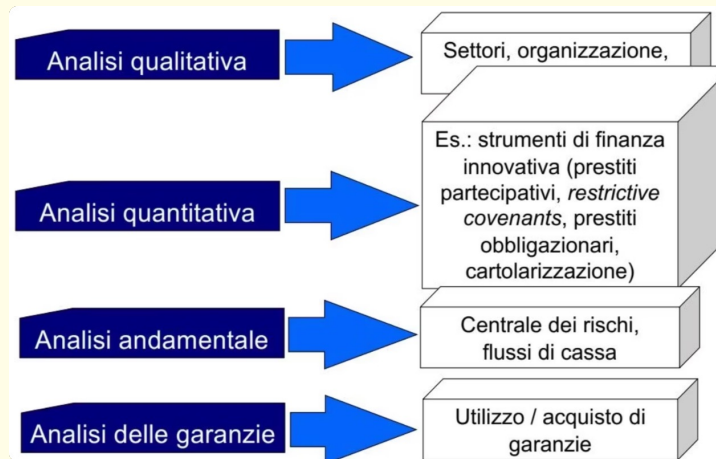 Analisi qualitativa
Settori, organizzazione,
Analisi quantitativa
Es.: strumenti di finanza
innovativa (prestiti
partecipativi, restrictive
covenants, prestiti
obbligazionari,
cartolarizzazione)
Analisi andamentale
Centrale dei rischi,
flussi di cassa
Analisi delle garanzie
Utilizzo / acquisto di
garanzie